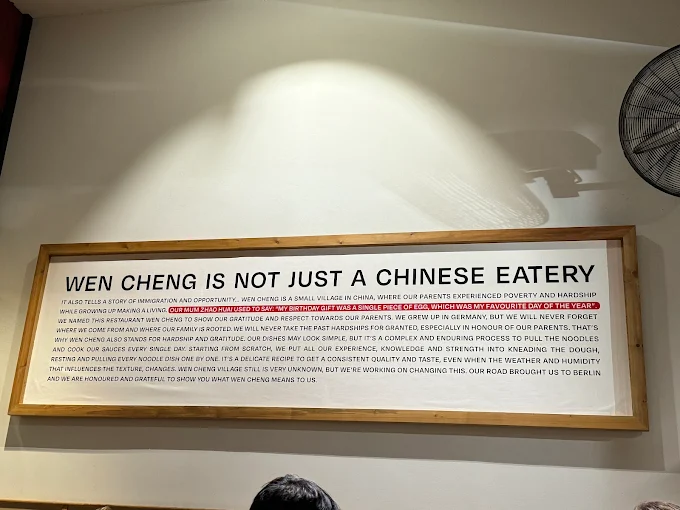 WEN CHENG IS NOT JUST A CHINESE EATERY
IT ALSO TELLS A STORY OF IMMIGRATION AND OPPORTUNITY... WEN CHENG IS A SMALL VILLAGE IN CHINA, WHERE OUR PARENTS EXPERIENCED POVERTY AND HARDSHIP
WHILE GROWING UP MAKING A LIVING. OUR MUM ZHAO HUAI USED TO SAY: "MY BIRTHDAY GIFT WAS A SINGLE PIECE OF EGG, WHICH WAS MY FAVOURITE DAY OF THE YEAR".
WE NAMED THIS RESTAURANT WEN CHENG TO SHOW OUR GRATITUDE AND RESPECT TOWARDS OUR PARENTS. WE GREW UP IN GERMANY, BUT WE WILL NEVER FORGET
WHERE WE COME FROM AND WHERE OUR FAMILY IS ROOTED. WE WILL NEVER TAKE THE PAST HARDSHIPS FOR GRANTED, ESPECIALLY IN HONOUR OF OUR PARENTS. THAT'S
WHY WEN CHENG ALSO STANDS FOR HARDSHIP AND GRATITUDE. OUR DISHES MAY LOOK SIMPLE, BUT IT'S A COMPLEX AND ENDURING PROCESS TO PULL THE NOODLES
AND COOK OUR SAUCES EVERY SINGLE DAY: STARTING FROM SCRATCH, WE PUT ALL OUR EXPERIENCE, KNOWLEDGE AND STRENGTH INTO KNEADING THE DOUGH,
RESTING AND PULLING EVERY NOODLE DISH ONE BY ONE. IT'S A DELICATE RECIPE TO GET A CONSISTENT QUALITY AND TASTE, EVEN WHEN THE WEATHER AND HUMIDITY
THAT INFLUENCES THE TEXTURE, CHANGES. WEN CHENG VILLAGE STILL IS VERY UNKNOWN, BUT WE'RE WORKING ON CHANGING THIS. OUR ROAD BROUGHT US TO BERLIN
AND WE ARE HONOURED AND GRATEFUL TO SHOW YOU WHAT WEN CHENG MEANS TO US.